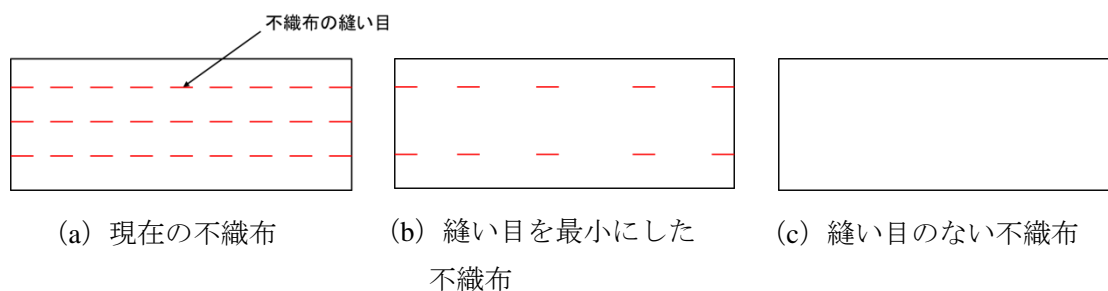 不織布の縫い目
(a) 現在の不織布
(b) 縫い目を最小にした
不織布
(c) 縫い目のない不織布